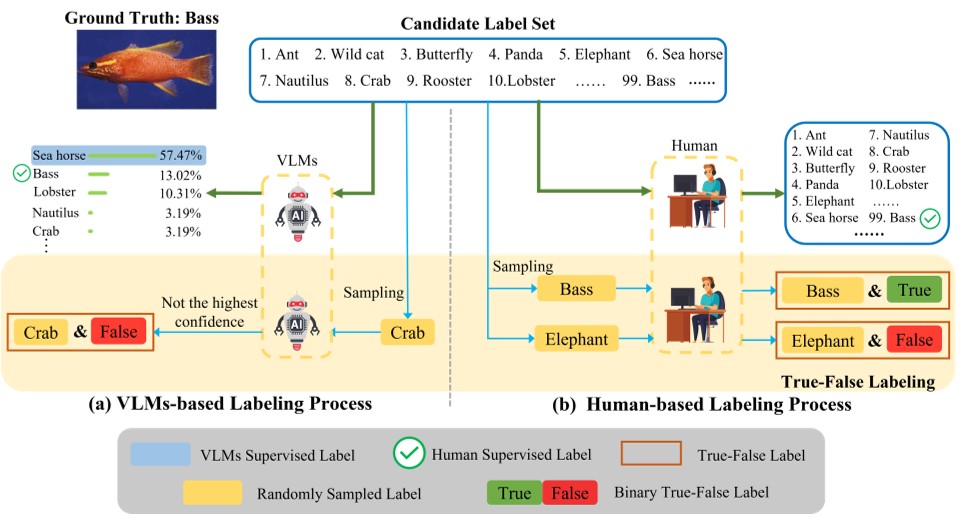 Ground Truth: Bass
Candidate Label Set
1. Ant 2. Wild cat 3. Butterfly 4. Panda 5. Elephant 6. Sea horse
7. Nautilus 8. Crab 9. Rooster 10.Lobster ...... 99. Bass ......
Sea horse 57.47%
Bass 13.02%
Lobster 10.31%
Nautilus 3.19%
Crab 3.19%
⋮
VLMs
AI
Human
1. Ant 7. Nautilus
2. Wild cat 8. Crab
3. Butterfly 9. Rooster
4. Panda 10.Lobster
5. Elephant ......
6. Sea horse 99. Bass
......
Not the highest
confidence
Crab & False
AI
Sampling
Crab
Sampling
Bass
Elephant
Bass & True
Elephant & False
True-False Labeling
(a) VLMs-based Labeling Process
(b) Human-based Labeling Process
VLMs Supervised Label
Human Supervised Label
True-False Label
Randomly Sampled Label
True False Binary True-False Label